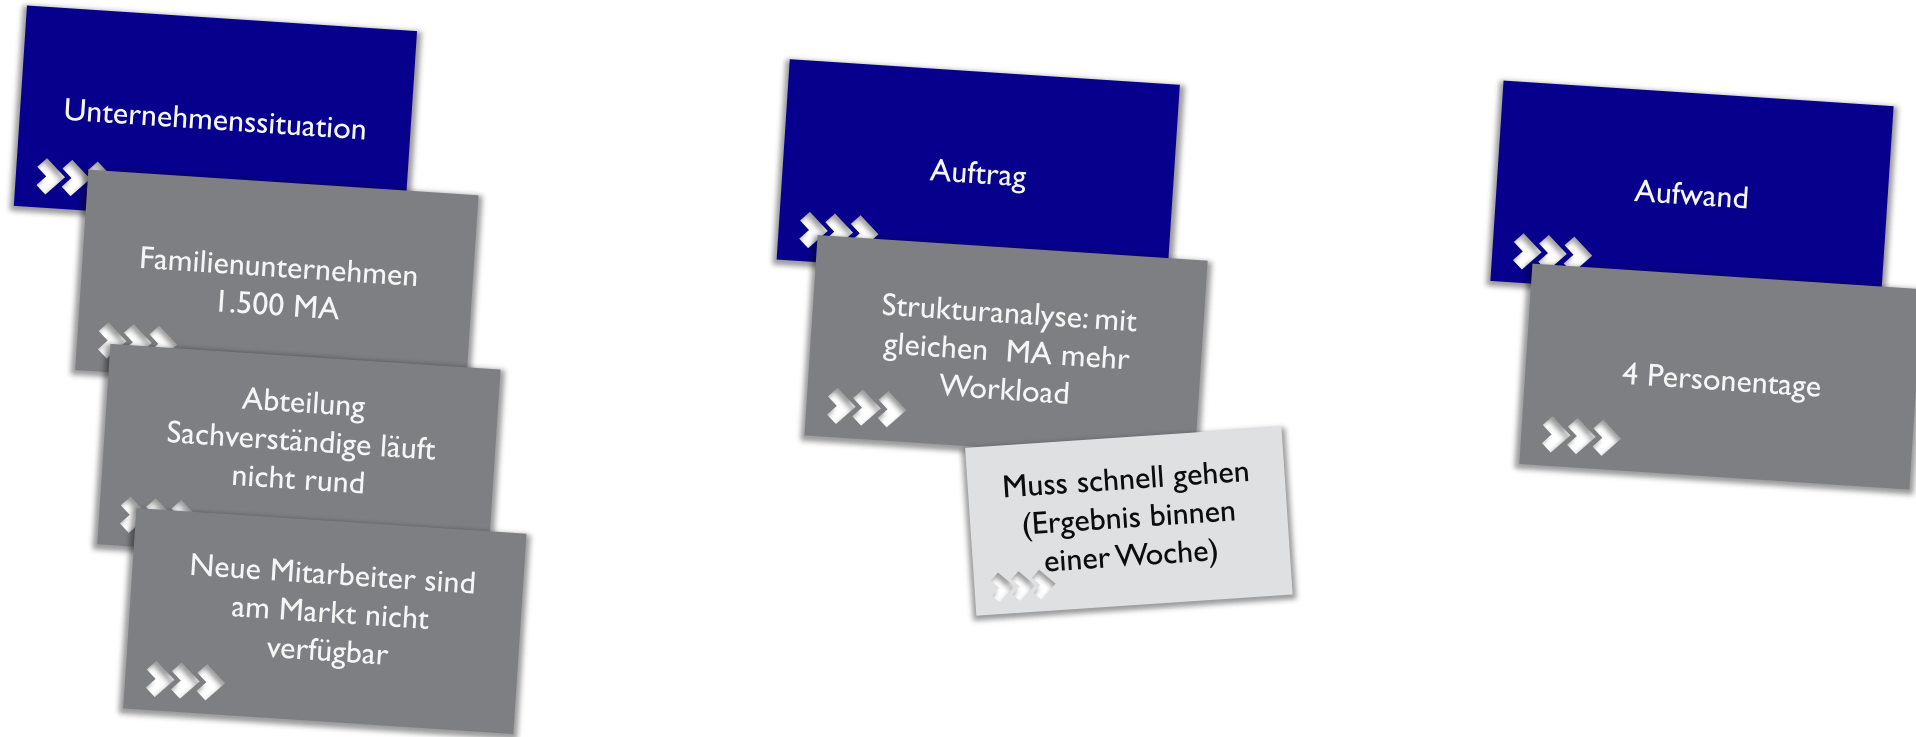 Unternehmenssituation
Familienunternehmen
1.500 MA
Abteilung
Sachverständige läuft
nicht rund
Neue Mitarbeiter sind
am Markt nicht
verfügbar
Auftrag
Strukturanalyse: mit
gleichen MA mehr
Workload
Muss schnell gehen
(Ergebnis binnen
einer Woche)
Aufwand
4 Personentage